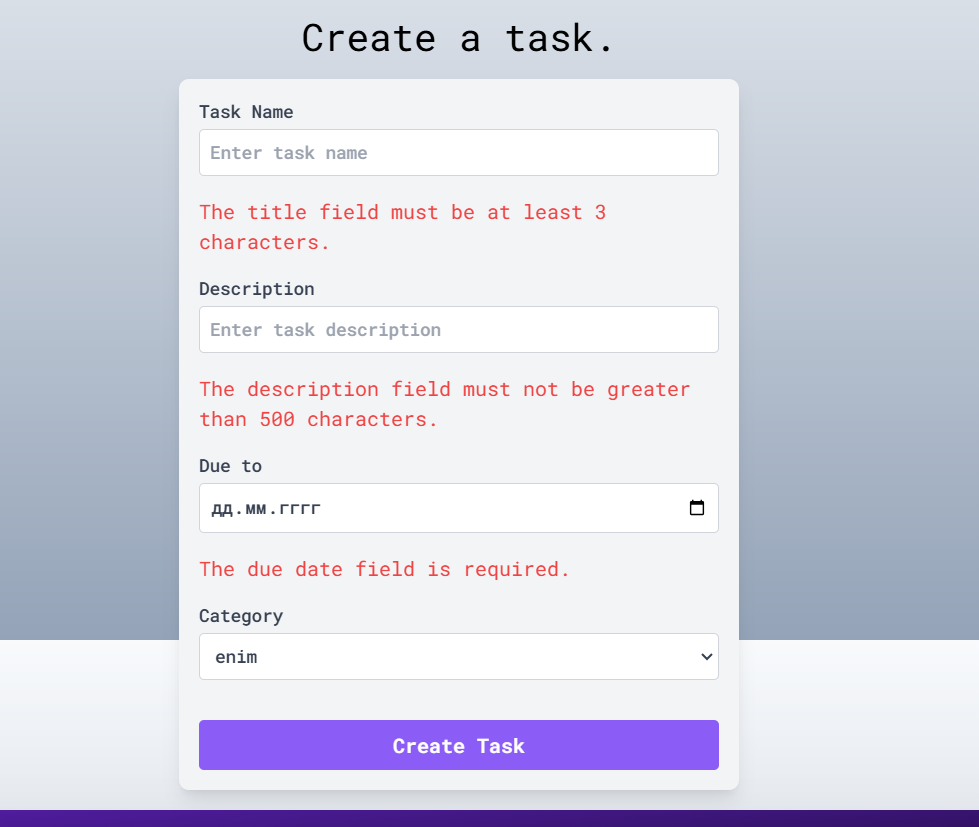 Create a task.
Task Name
Enter task name
The title field must be at least 3
characters.
Description
Enter task description
The description field must not be greater
than 500 characters.
Due to
дд.мм.гггг
The due date field is required.
Category
enim
Create Task